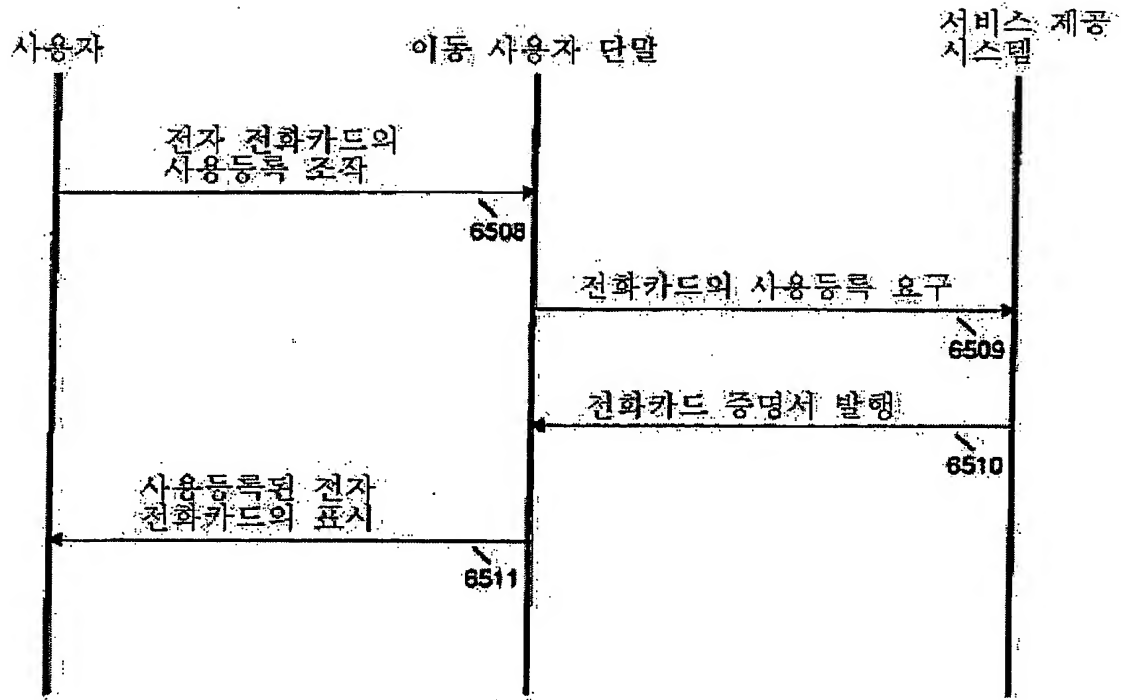 사용자
이동 사용자 단말
서비스 제공
시스템
전자 전화카드의
사용등록 조작
6508
전화카드의 사용등록 요구
6509
전화카드 증명서 발행
6510
사용등록된 전자
전화카드의 표시
6511